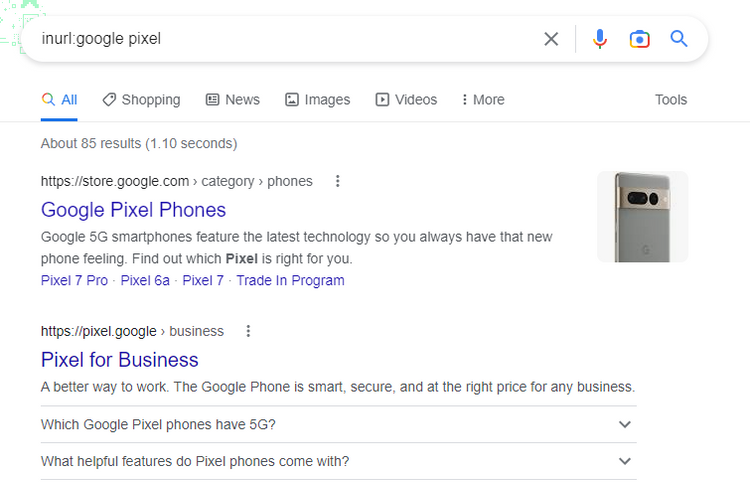 inurl:google pixel
All Shopping News Images Videos More Tools
About 85 results (1.10 seconds)
https://store.google.com › category › phones
Google Pixel Phones
Google 5G smartphones feature the latest technology so you always have that new
phone feeling. Find out which Pixel is right for you.
Pixel 7 Pro · Pixel 6a · Pixel 7 · Trade In Program
https://pixel.google › business
Pixel for Business
A better way to work. The Google Phone is smart, secure, and at the right price for any business.
Which Google Pixel phones have 5G?
What helpful features do Pixel phones come with?